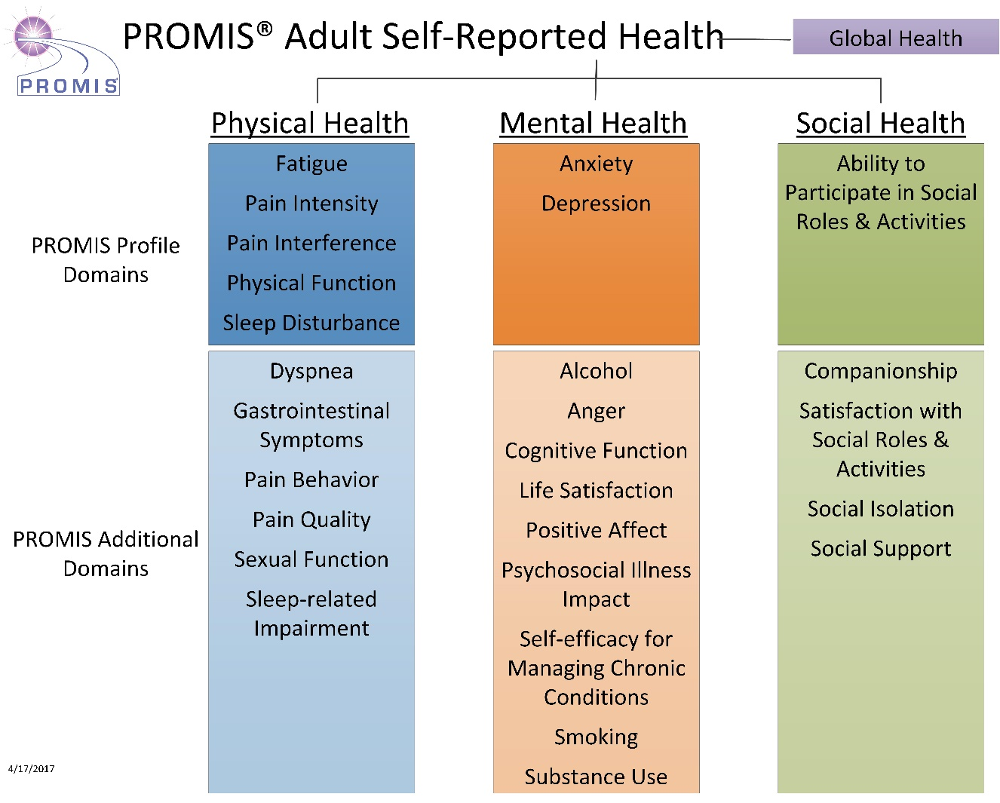 PROMIS® Adult Self-Reported Health
Global Health
PROMIS
Physical Health
Mental Health
Social Health
PROMIS Profile
Domains
Fatigue
Pain Intensity
Pain Interference
Physical Function
Sleep Disturbance
Anxiety
Depression
Ability to
Participate in Social
Roles & Activities
PROMIS Additional
Domains
Dyspnea
Gastrointestinal
Symptoms
Pain Behavior
Pain Quality
Sexual Function
Sleep-related
Impairment
Alcohol
Anger
Cognitive Function
Life Satisfaction
Positive Affect
Psychosocial Illness
Impact
Self-efficacy for
Managing Chronic
Conditions
Smoking
Substance Use
Companionship
Satisfaction with
Social Roles &
Activities
Social Isolation
Social Support
4/17/2017